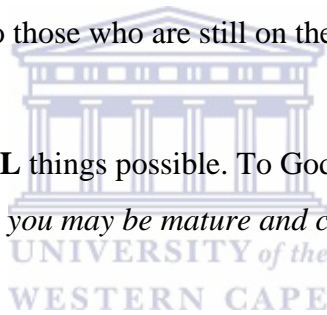 o those who are still on the
L things possible. To God
you may be mature and c
UNIVERSITY of the
WESTERN CAPE